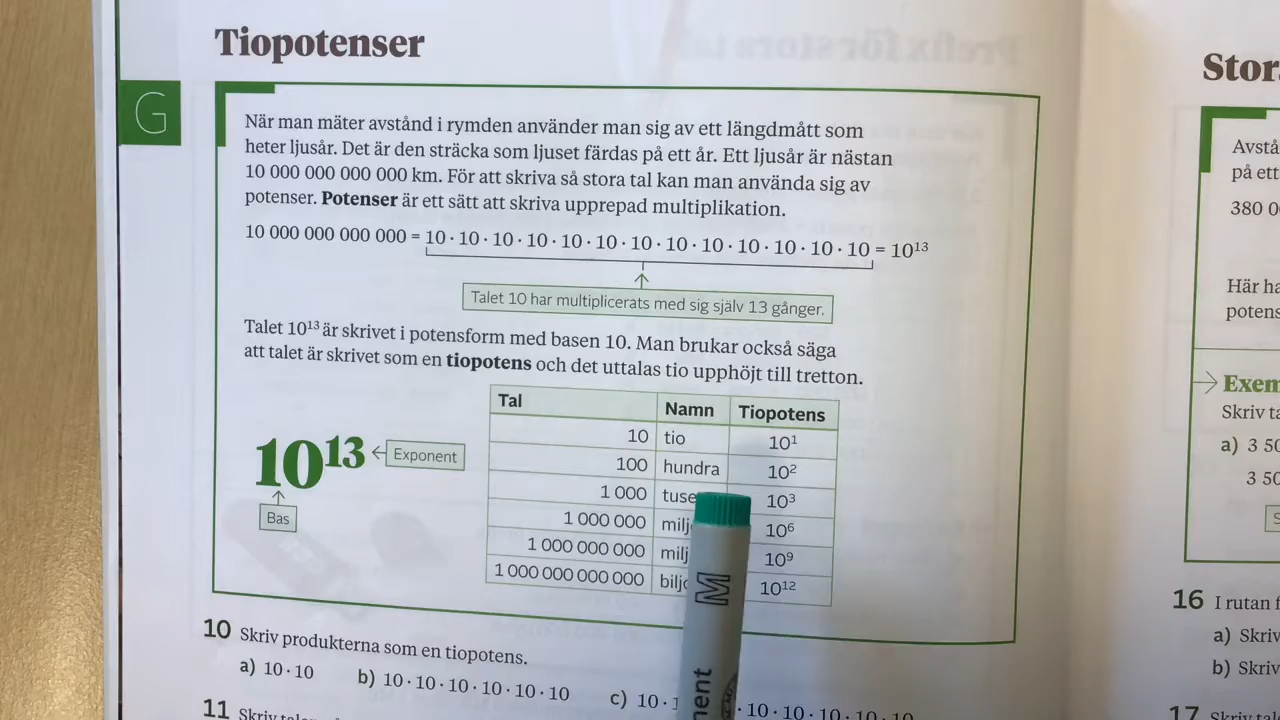 Tiopotenser
G
När man mäter avstånd i rymden använder man sig av ett längdmått som
heter ljusår. Det är den sträcka som ljuset färdas på ett år. Ett ljusår är nästan
10 000 000 000 000 km. För att skriva så stora tal kan man använda sig av
potenser. Potenser är ett sätt att skriva upprepad multiplikation.
10 000 000 000 000 = 10 · 10 · 10 · 10 · 10 · 10 · 10 · 10 · 10 · 10 · 10 · 10 · 10 = 10¹³
Talet 10 har multiplicerats med sig själv 13 gånger.
Talet 10¹³ är skrivet i potensform med basen 10. Man brukar också säga
att talet är skrivet som en tiopotens och det uttalas tio upphöjt till tretton.
10¹³ Exponent
Bas
Tal Namn Tiopotens
10 tio 10¹
100 hundra 10²
1 000 10³
1 000 000 10⁶
1 000 000 000 10⁹
1 000 000 000 000 10¹²
10 Skriv produkterna som en tiopotens.
a) 10 · 10 b) 10 · 10 · 10 · 10 · 10 · 10 c) 10 · · 10 · 10 · 10 · 10 · 10
11 Skriv
M
Stor
Avstå
på ett
380 0
Här ha
potens
Exem
Skriv ta
a) 3 50
3 50
16 I rutan f
a) Skriv
b) Skriv
17 Skriv